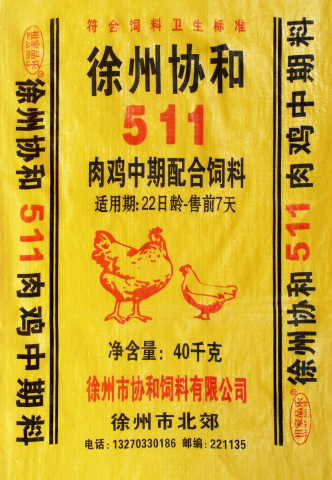 符合饲料卫生标准
徐州协和
511
肉鸡中期配合饲料
适用期:22日龄-售前7天
净含量: 40千克
徐州市协和饲料有限公司
徐州市北郊
电话: 13270330186 邮编: 221135
徐州协和 511 肉鸡中期料
徐州协和 511 肉鸡中期料